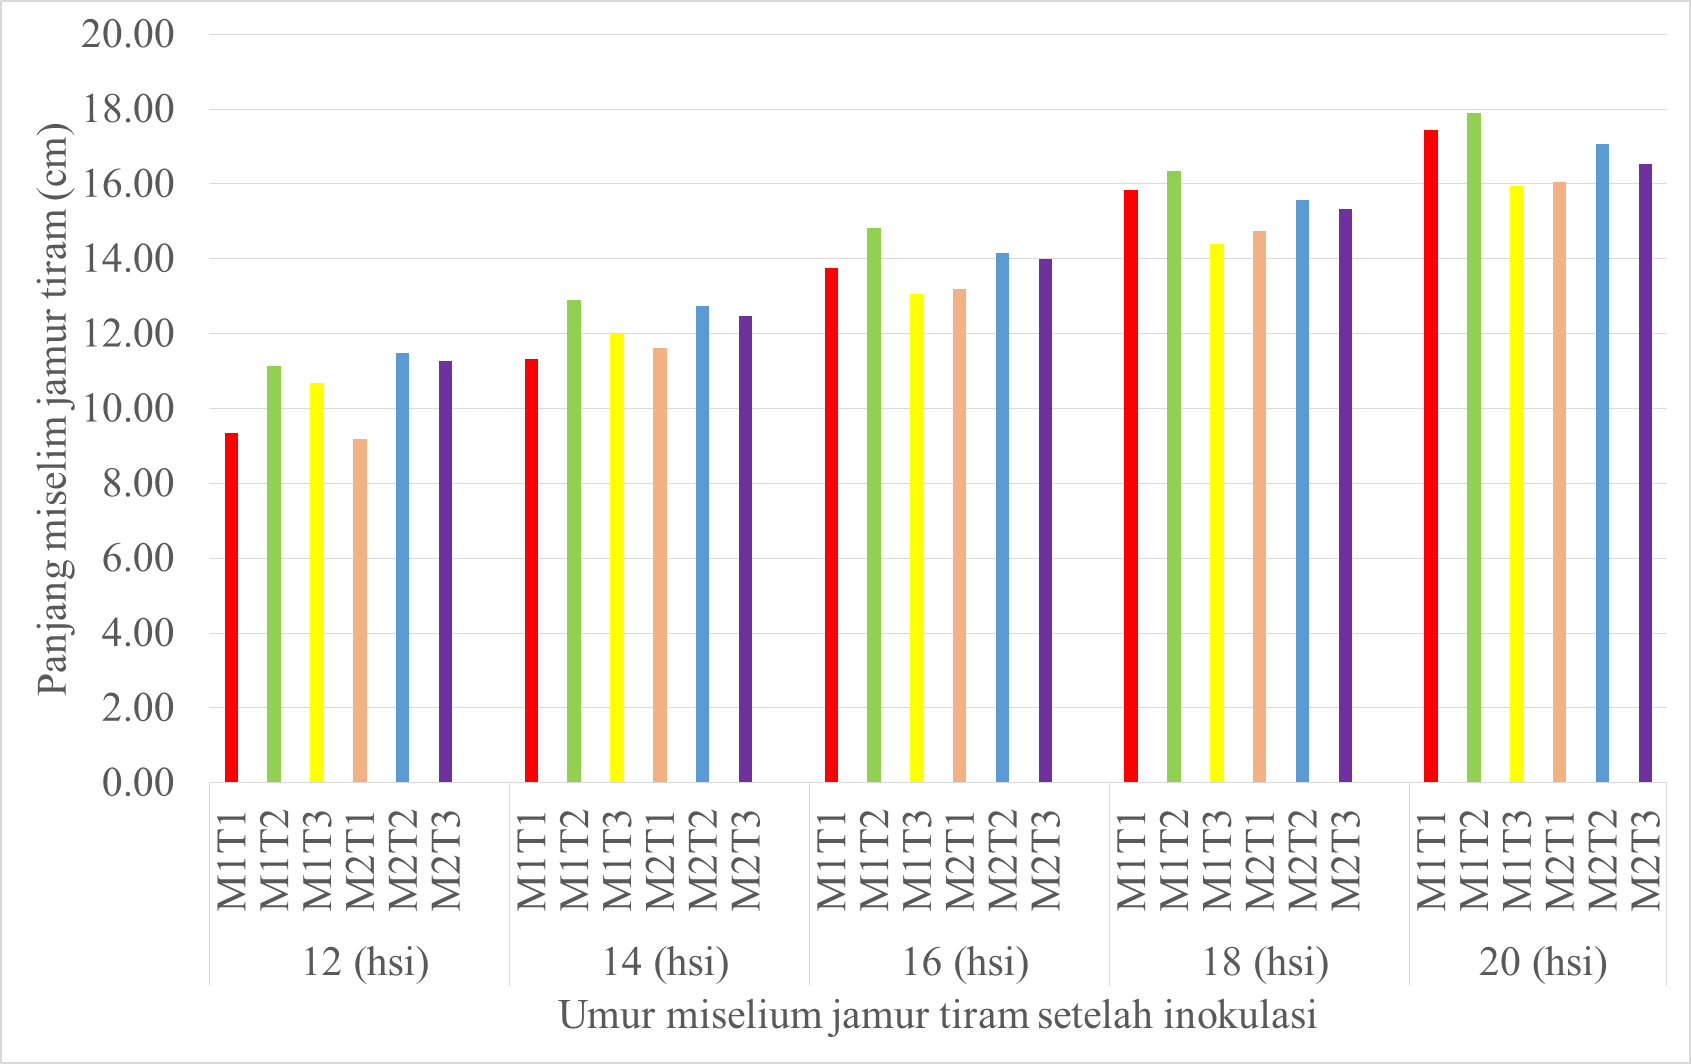 20.00
18.00
16.00
14.00
12.00
10.00
8.00
6.00
4.00
2.00
0.00
Panjang miselim jamur tiram (cm)
M1T1 M1T2 M1T3 M2T1 M2T2 M2T3 M1T1 M1T2 M1T3 M2T1 M2T2 M2T3 M1T1 M1T2 M1T3 M2T1 M2T2 M2T3 M1T1 M1T2 M1T3 M2T1 M2T2 M2T3 M1T1 M1T2 M1T3 M2T1 M2T2 M2T3
12 (hsi) 14 (hsi) 16 (hsi) 18 (hsi) 20 (hsi)
Umur miselium jamur tiram setelah inokulasi